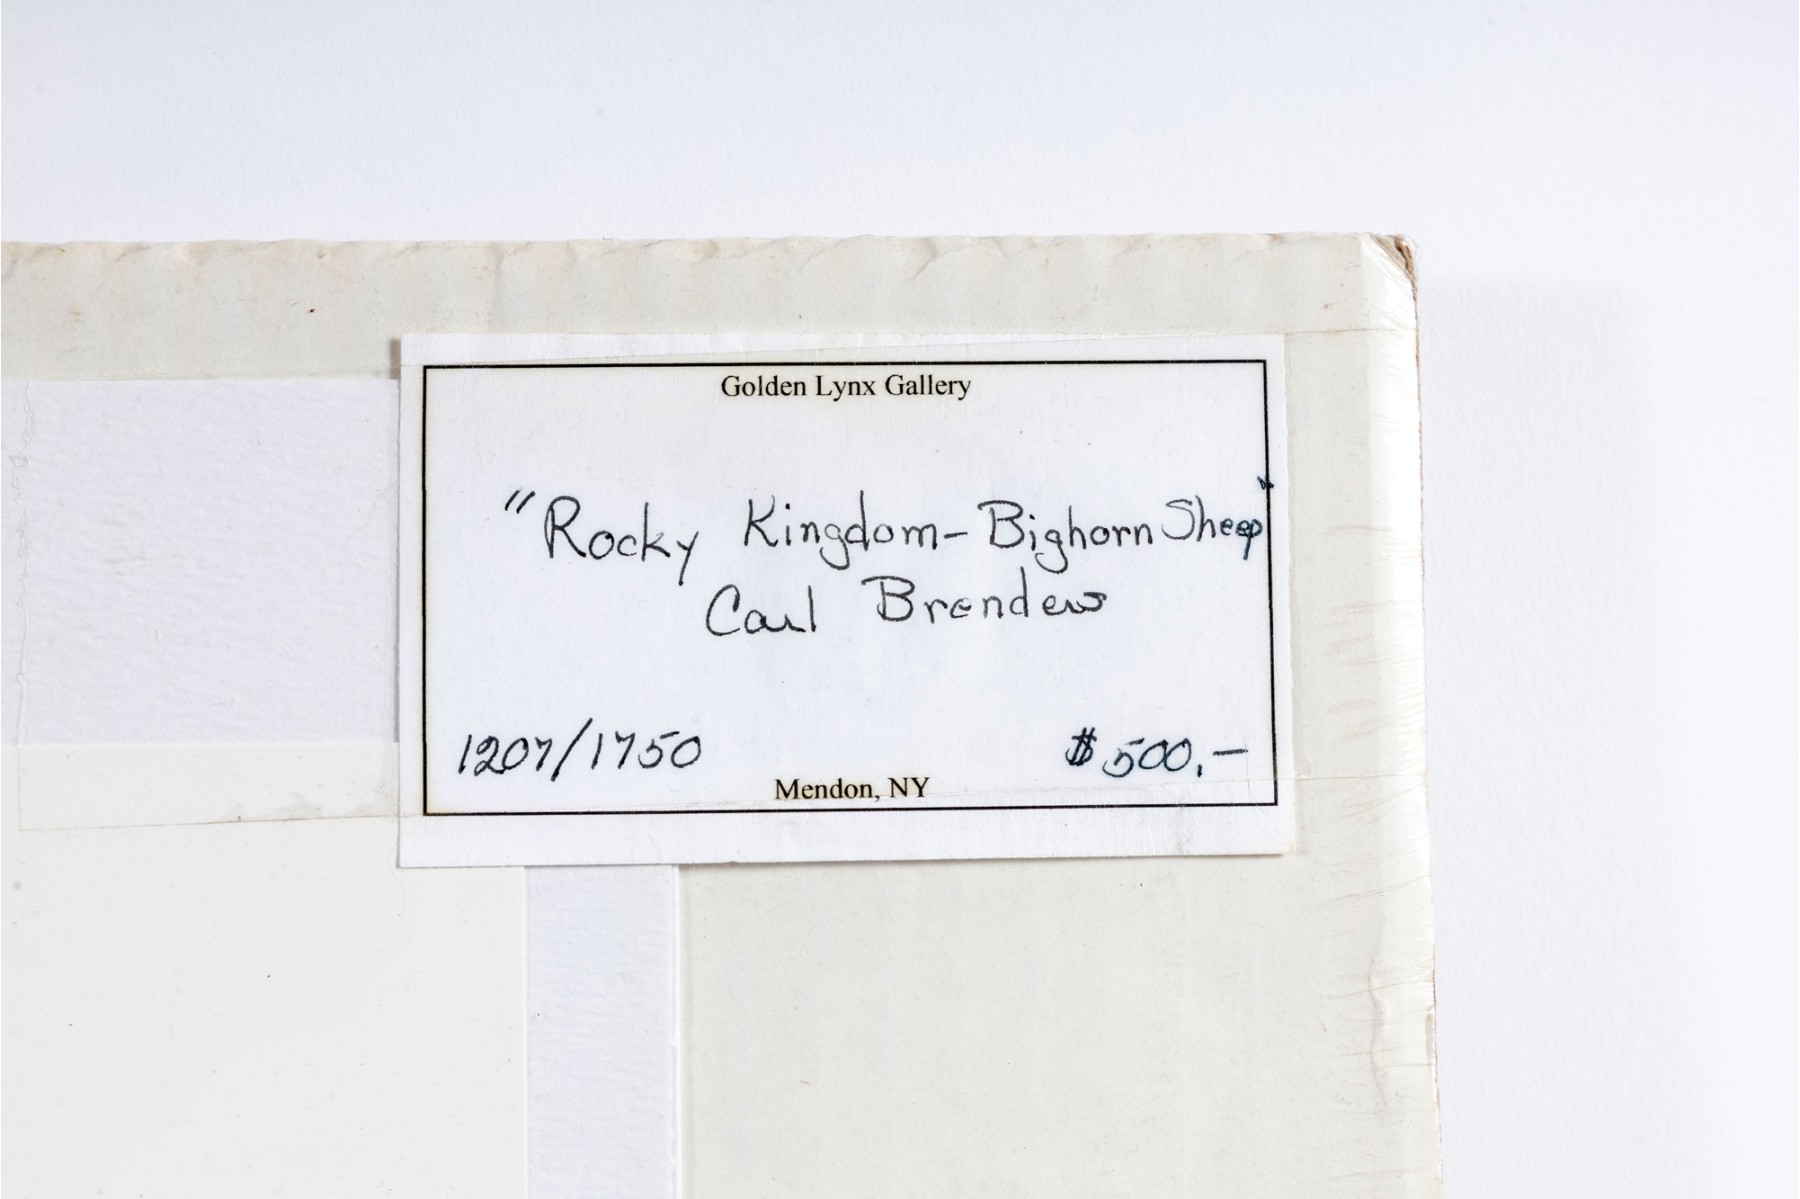 Golden Lynx Gallery
"Rocky Kingdom - Bighorn Sheep"
Carl Brenders
1207/1750
$500.-
Mendon, NY